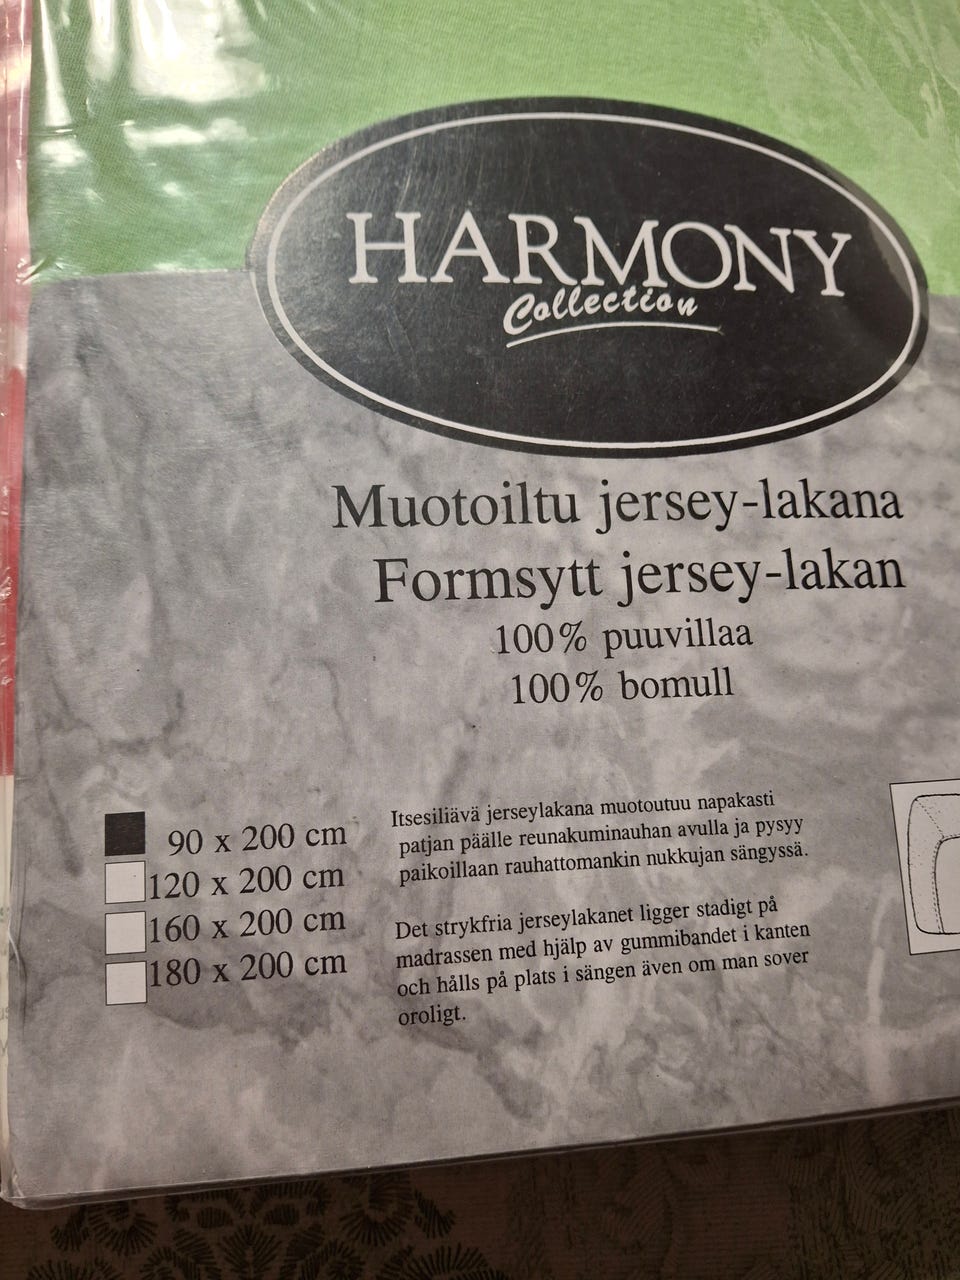 HARMONY
Collection
Muotoiltu jersey-lakana
Formsytt jersey-lakan
100% puuvillaa
100% bomull
90 x 200 cm
120 x 200 cm
160 x 200 cm
180 x 200 cm
Itsesiliävä jerseylakana muotoutuu napakasti
patjan päälle reunakuminauhan avulla ja pysyy
paikoillaan rauhattomankin nukkujan sängyssä.
Det strykfria jerseylakanet ligger stadigt på
madrassen med hjälp av gummibandet i kanten
och hålls på plats i sängen även om man sover
oroligt.